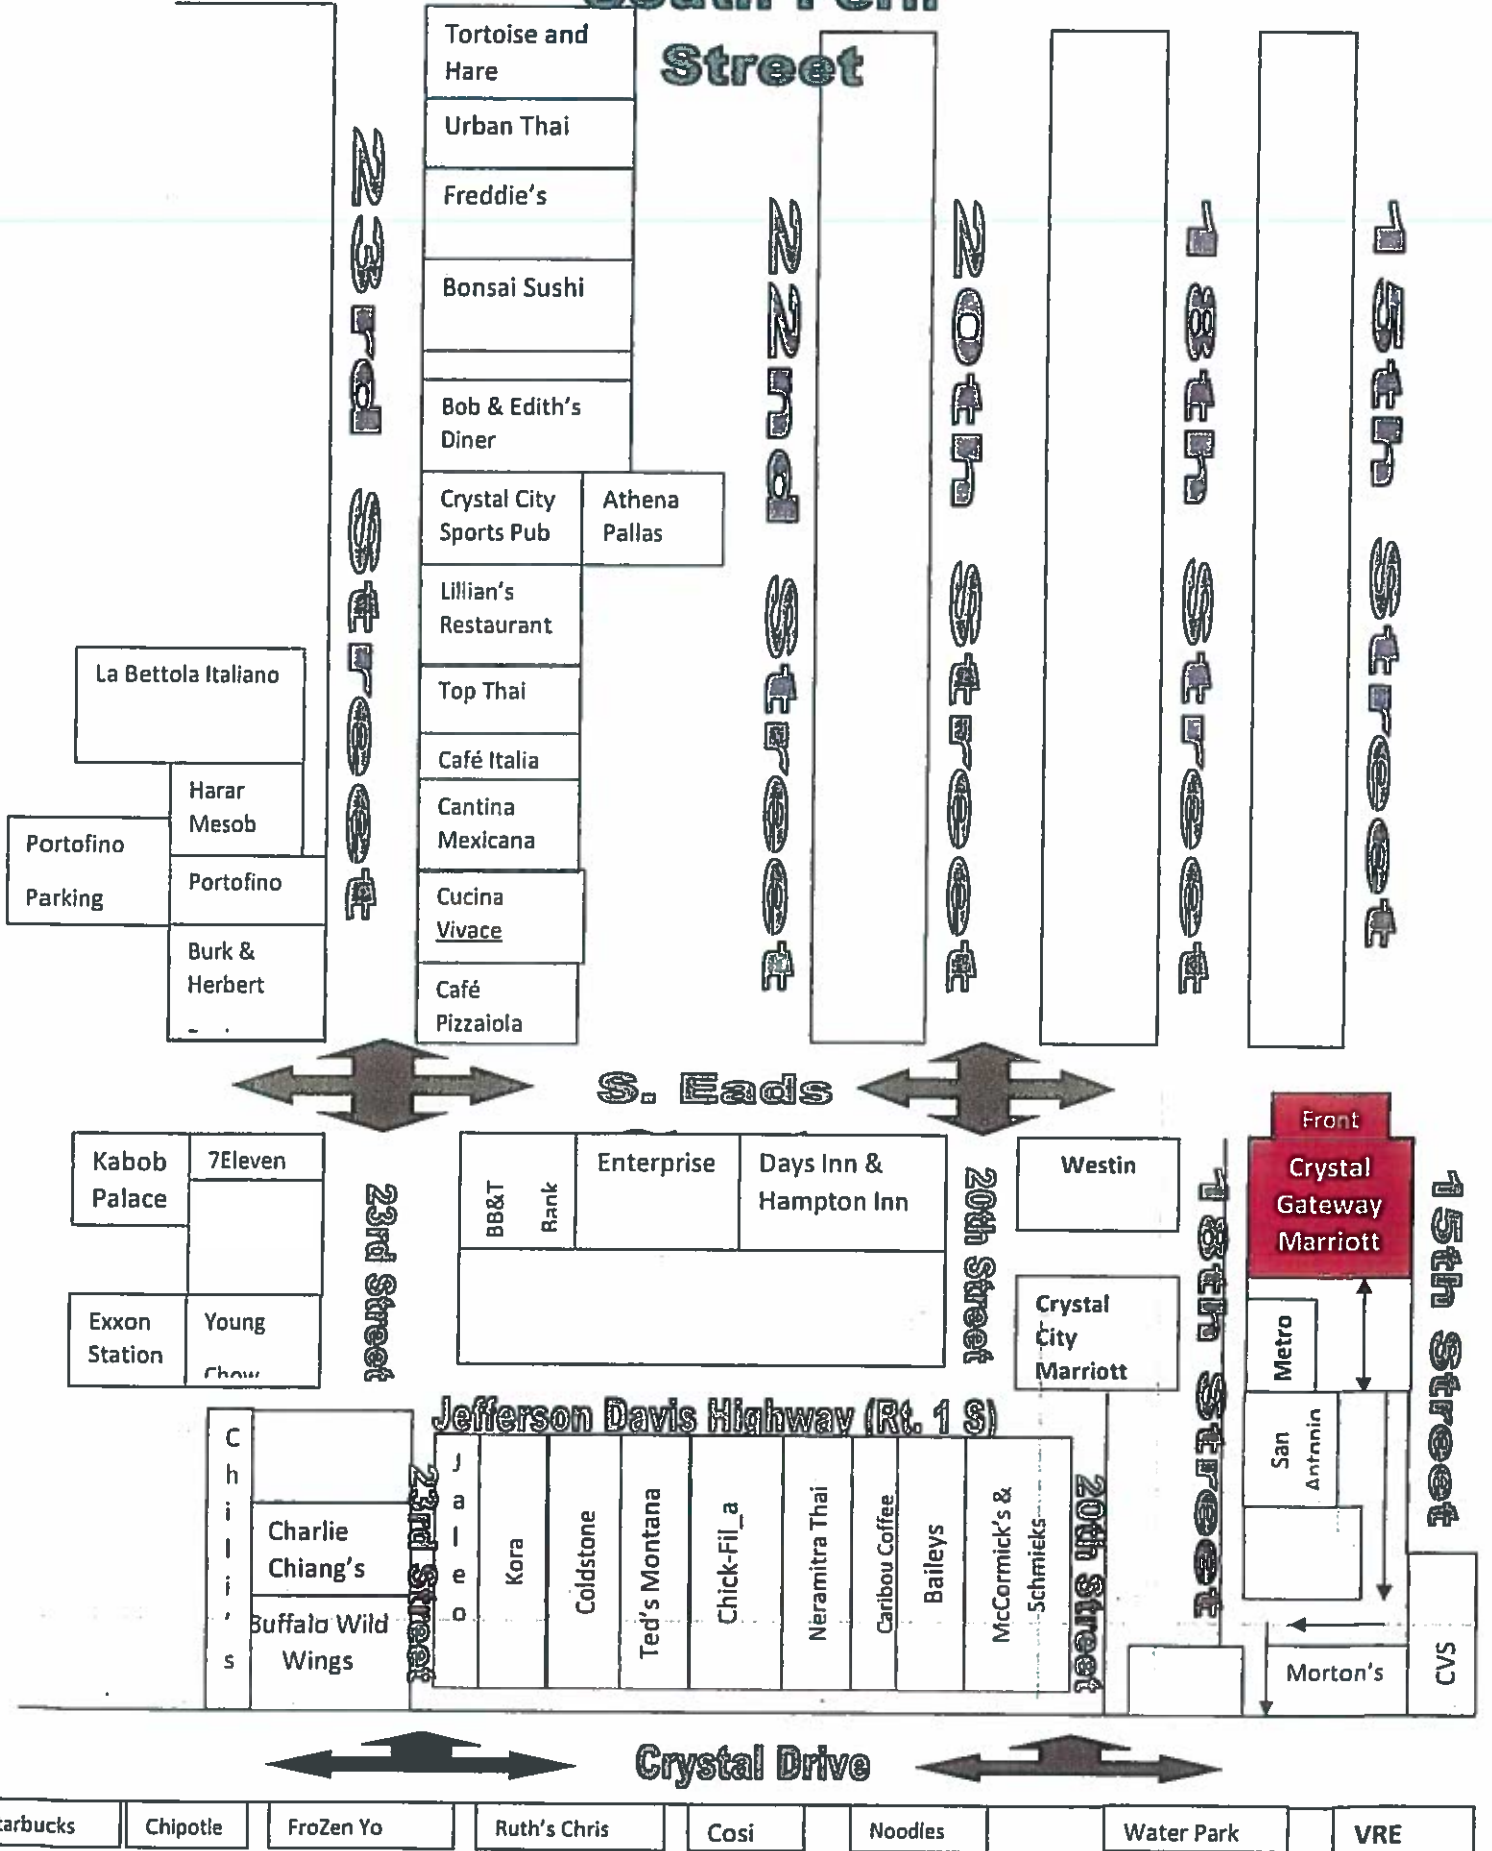 Street
Tortoise and
Hare
Urban Thai
Freddie's
Bonsai Sushi
Bob & Edith's
Diner
Crystal City
Sports Pub
Athena
Pallas
Lillian's
Restaurant
Top Thai
Café Italia
Cantina
Mexicana
Cucina
Vivace
Café
Pizzaiola
23rd Street
22nd Street
20th Street
18th Street
15th Street
La Bettola Italiano
Harar
Mesob
Portofino
Parking
Portofino
Burk &
Herbert
S. Eads
Kabob
Palace
7Eleven
Exxon
Station
Young
Chow
23rd Street
BB&T
Bank
Enterprise
Days Inn &
Hampton Inn
20th Street
Westin
Crystal
City
Marriott
18th Street
Front
Crystal
Gateway
Marriott
Metro
San
Antonio
15th Street
Jefferson Davis Highway (Rt. 1 S)
Chili's
Charlie
Chiang's
Buffalo Wild
Wings
23rd Street
Jaleo
Kora
Coldstone
Ted's Montana
Chick-Fil_a
Neramitra Thai
Caribou Coffee
Baileys
McCormick's &
Schmieks
20th Street
Morton's
CVS
Crystal Drive
tarbucks
Chipotle
FroZen Yo
Ruth's Chris
Cosi
Noodles
Water Park
VRE